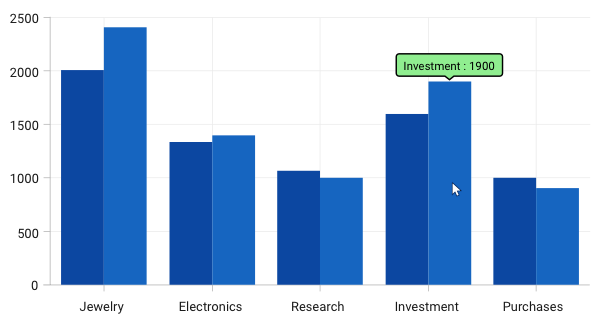 2500
2000
1500
1000
500
0
Investment : 1900
Jewelry
Electronics
Research
Investment
Purchases